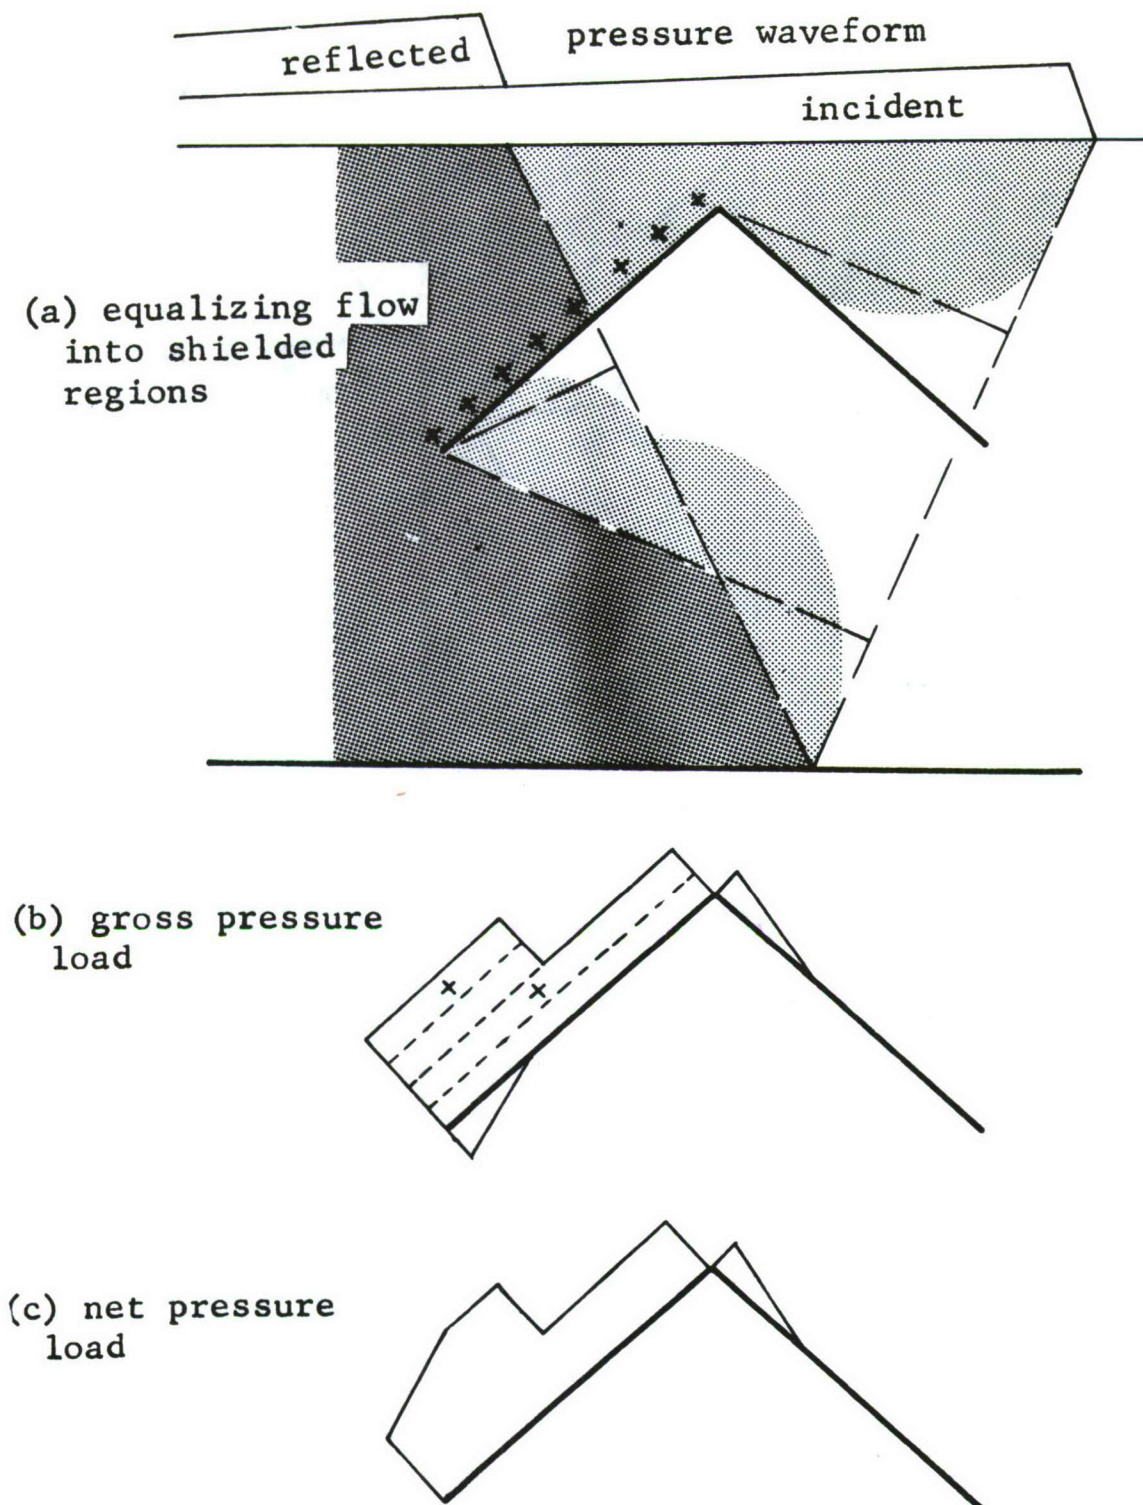 pressure waveform
reflected
incident
(a) equalizing flow
into shielded
regions
(b) gross pressure
load
(c) net pressure
load